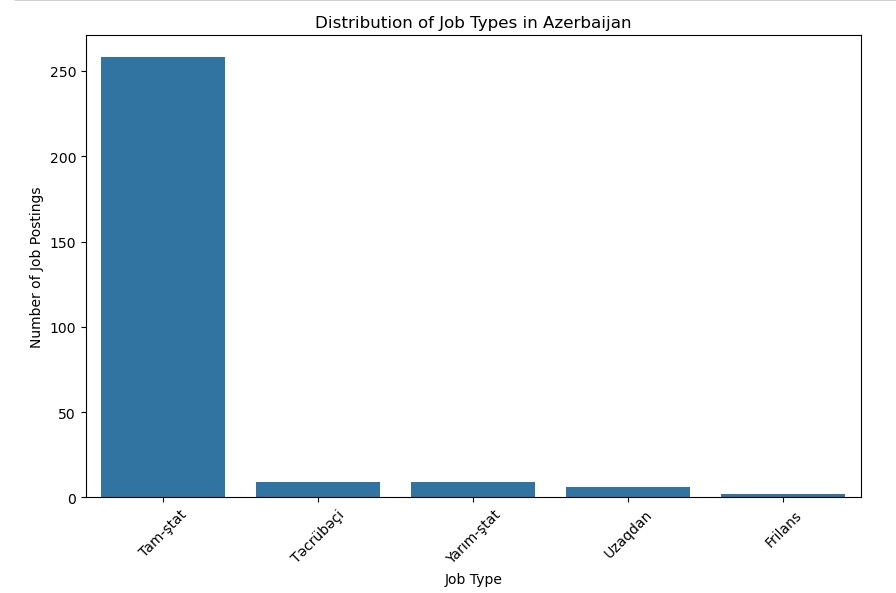 Distribution of Job Types in Azerbaijan
Number of Job Postings
250
200
150
100
50
0
Tam-ştat
Təcrübəçi
Yarım-ştat
Uzaqdan
Frilans
Job Type